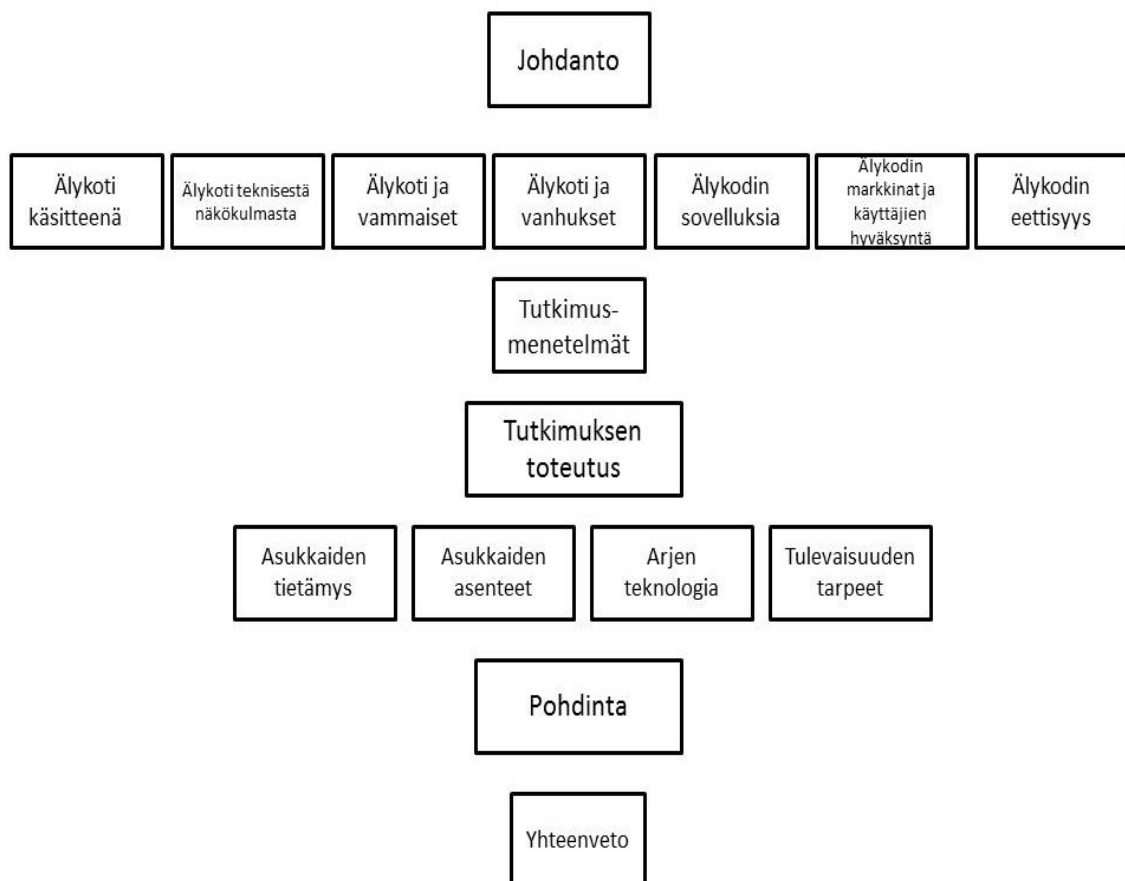 Johdanto
Älykoti
käsitteenä
Älykoti teknisestä
näkökulmasta
Älykoti ja
vammaiset
Älykoti ja
vanhukset
Älykodin
sovelluksia
Älykodin
markkinat ja
käyttäjien
hyväksyntä
Älykodin
eettisyys
Tutkimus-
menetelmät
Tutkimuksen
toteutus
Asukkaiden
tietämys
Asukkaiden
asenteet
Arjen
teknologia
Tulevaisuuden
tarpeet
Pohdinta
Yhteenveto